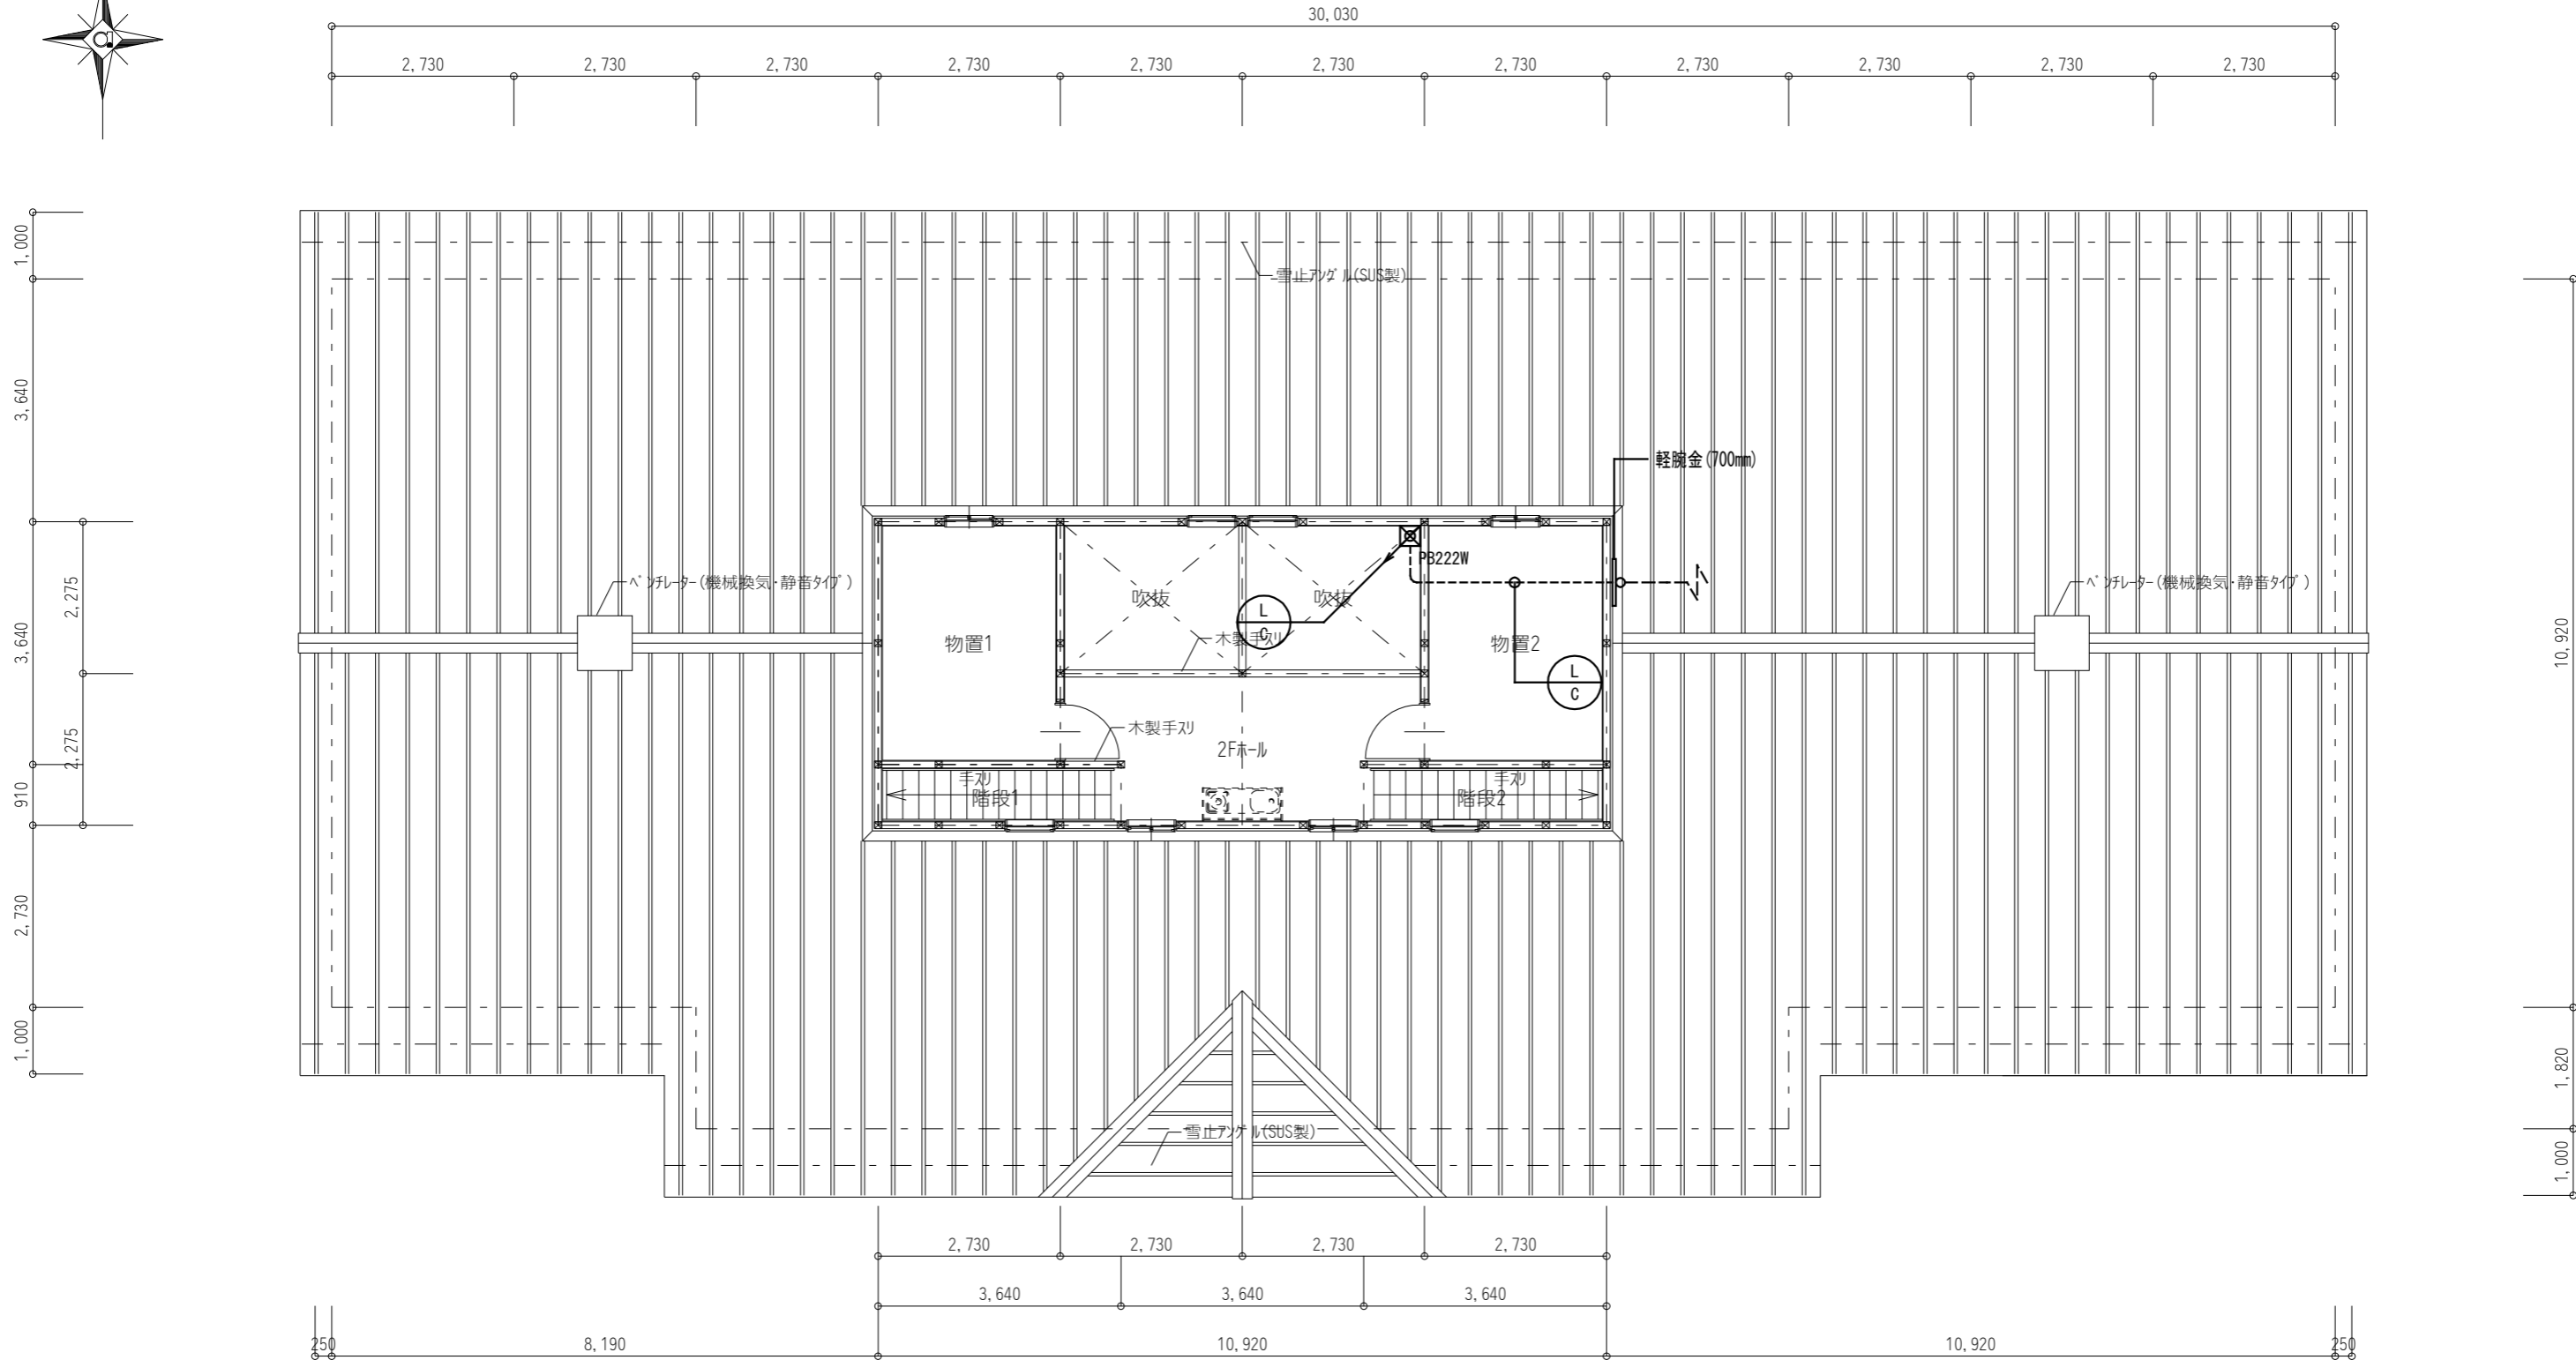 30,030
2,730
2,730
2,730
2,730
2,730
2,730
2,730
2,730
2,730
2,730
2,730
1,000
3,640
3,640
910
2,730
1,000
2,275
2,275
10,920
1,820
1,000
雪止アングル(SUS製)
軽腕金(700mm)
PB222W
ベンチレーター(機械換気・静音タイプ)
ベンチレーター(機械換気・静音タイプ)
吹抜
吹抜
L
C
木製手スリ
物置1
物置2
L
C
木製手スリ
2Fホール
手スリ
手スリ
階段1
階段2
雪止アングル(SUS製)
2,730
2,730
2,730
2,730
3,640
3,640
3,640
250
8,190
10,920
10,920
250